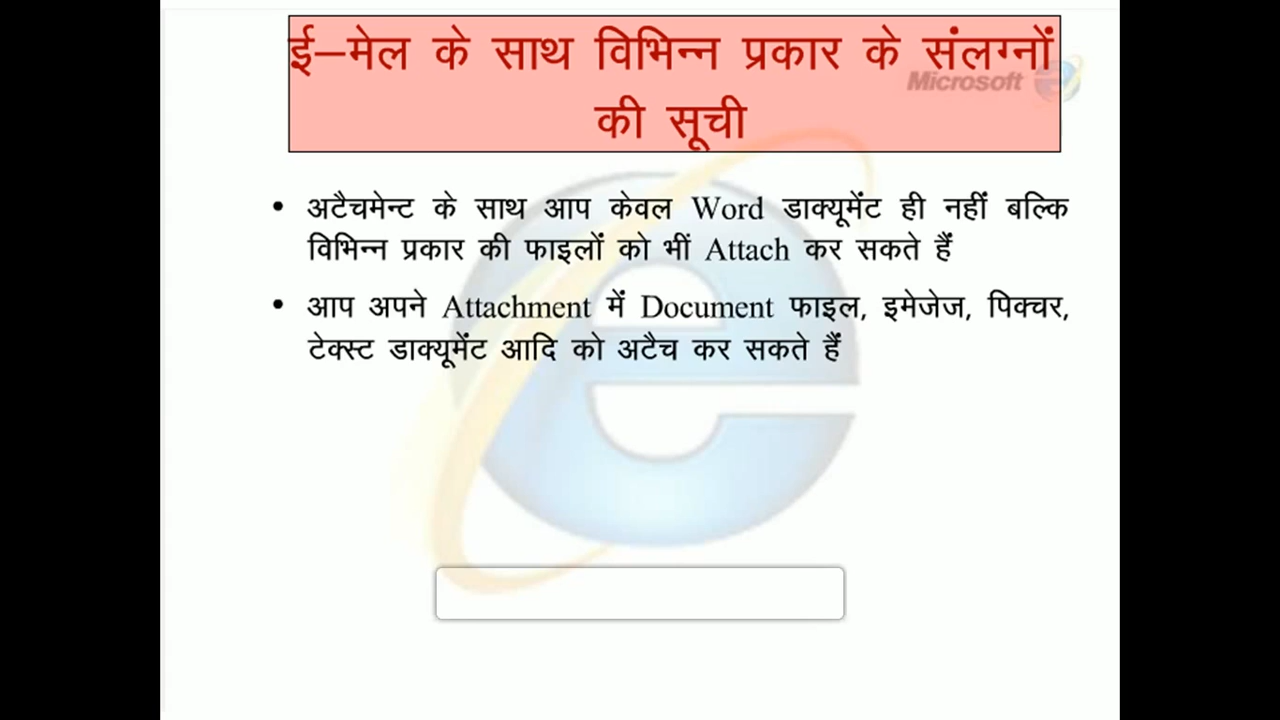 ई–मेल के साथ विभिन्न प्रकार के संलग्नों
Microsoft
की सूची
• अटैचमेन्ट के साथ आप केवल Word डाक्यूमेंट ही नहीं बल्कि
विभिन्न प्रकार की फाइलों को भीं Attach कर सकते हैं
• आप अपने Attachment में Document फाइल, इमेजेज, पिक्चर,
टेक्स्ट डाक्यूमेंट आदि को अटैच कर सकते हैं